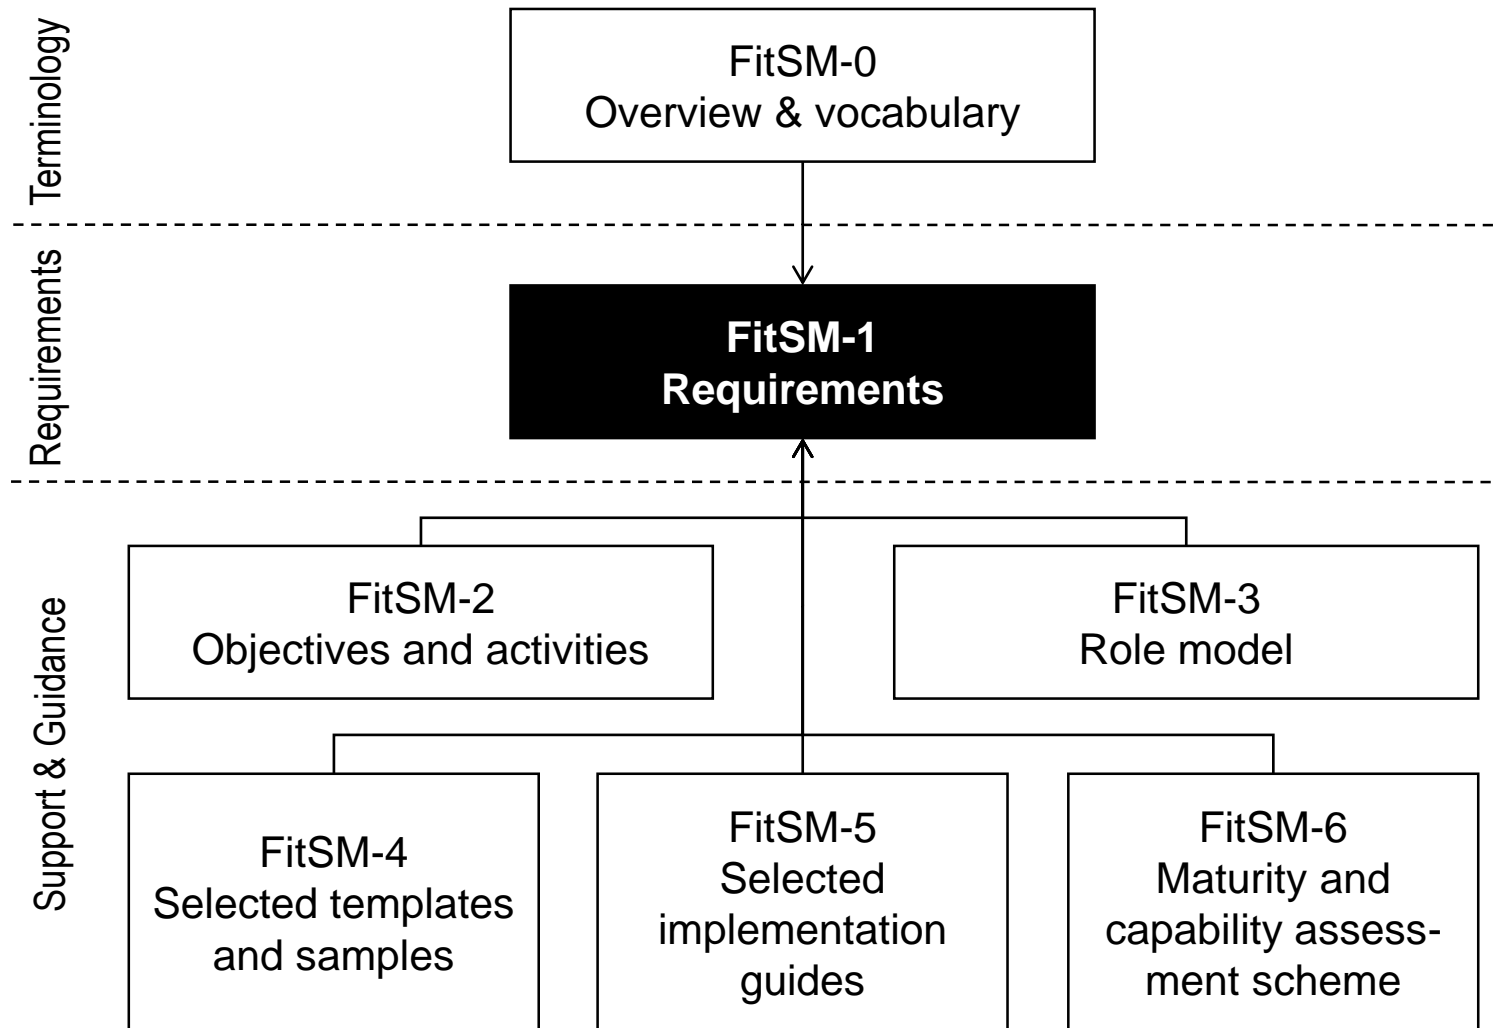 Terminology
FitSM-0
Overview & vocabulary
Requirements
FitSM-1
Requirements
Support & Guidance
FitSM-2
Objectives and activities
FitSM-3
Role model
FitSM-4
Selected templates
and samples
FitSM-5
Selected
implementation
guides
FitSM-6
Maturity and
capability assess-
ment scheme